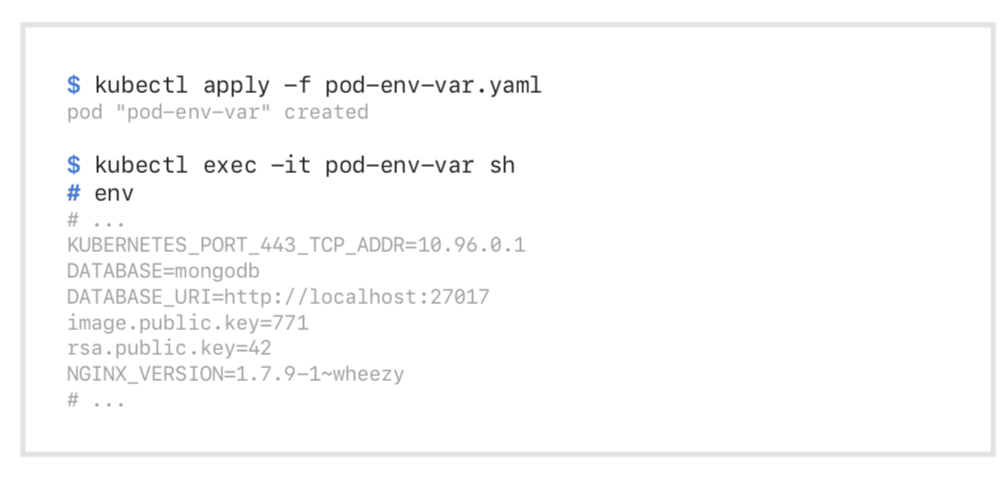 $ kubectl apply -f pod-env-var.yaml
pod "pod-env-var" created
$ kubectl exec -it pod-env-var sh
# env
# ...
KUBERNETES_PORT_443_TCP_ADDR=10.96.0.1
DATABASE=mongodb
DATABASE_URI=http://localhost:27017
image.public.key=771
rsa.public.key=42
NGINX_VERSION=1.7.9-1~wheezy
# ...